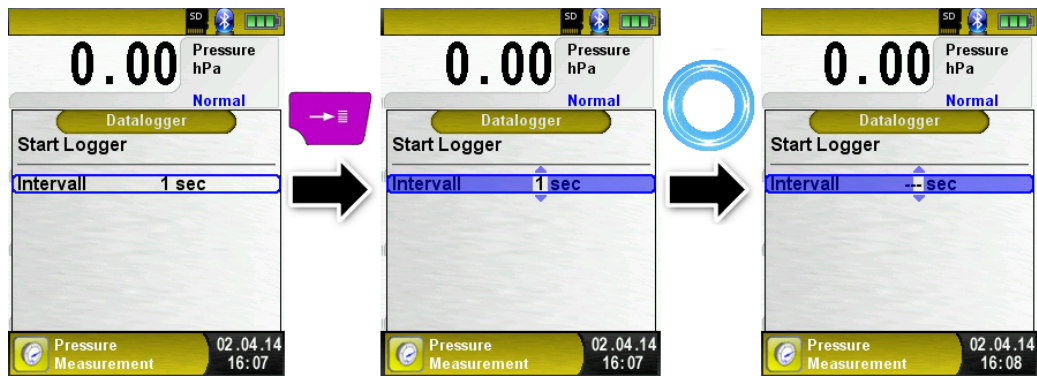 SD
0.00
Pressure
hPa
Normal
Datalogger
Start Logger
Intervall 1 sec
Pressure
Measurement
02.04.14
16:07
SD
0.00
Pressure
hPa
Normal
Datalogger
Start Logger
Intervall 1 sec
Pressure
Measurement
02.04.14
16:07
SD
0.00
Pressure
hPa
Normal
Datalogger
Start Logger
Intervall --- sec
Pressure
Measurement
02.04.14
16:08